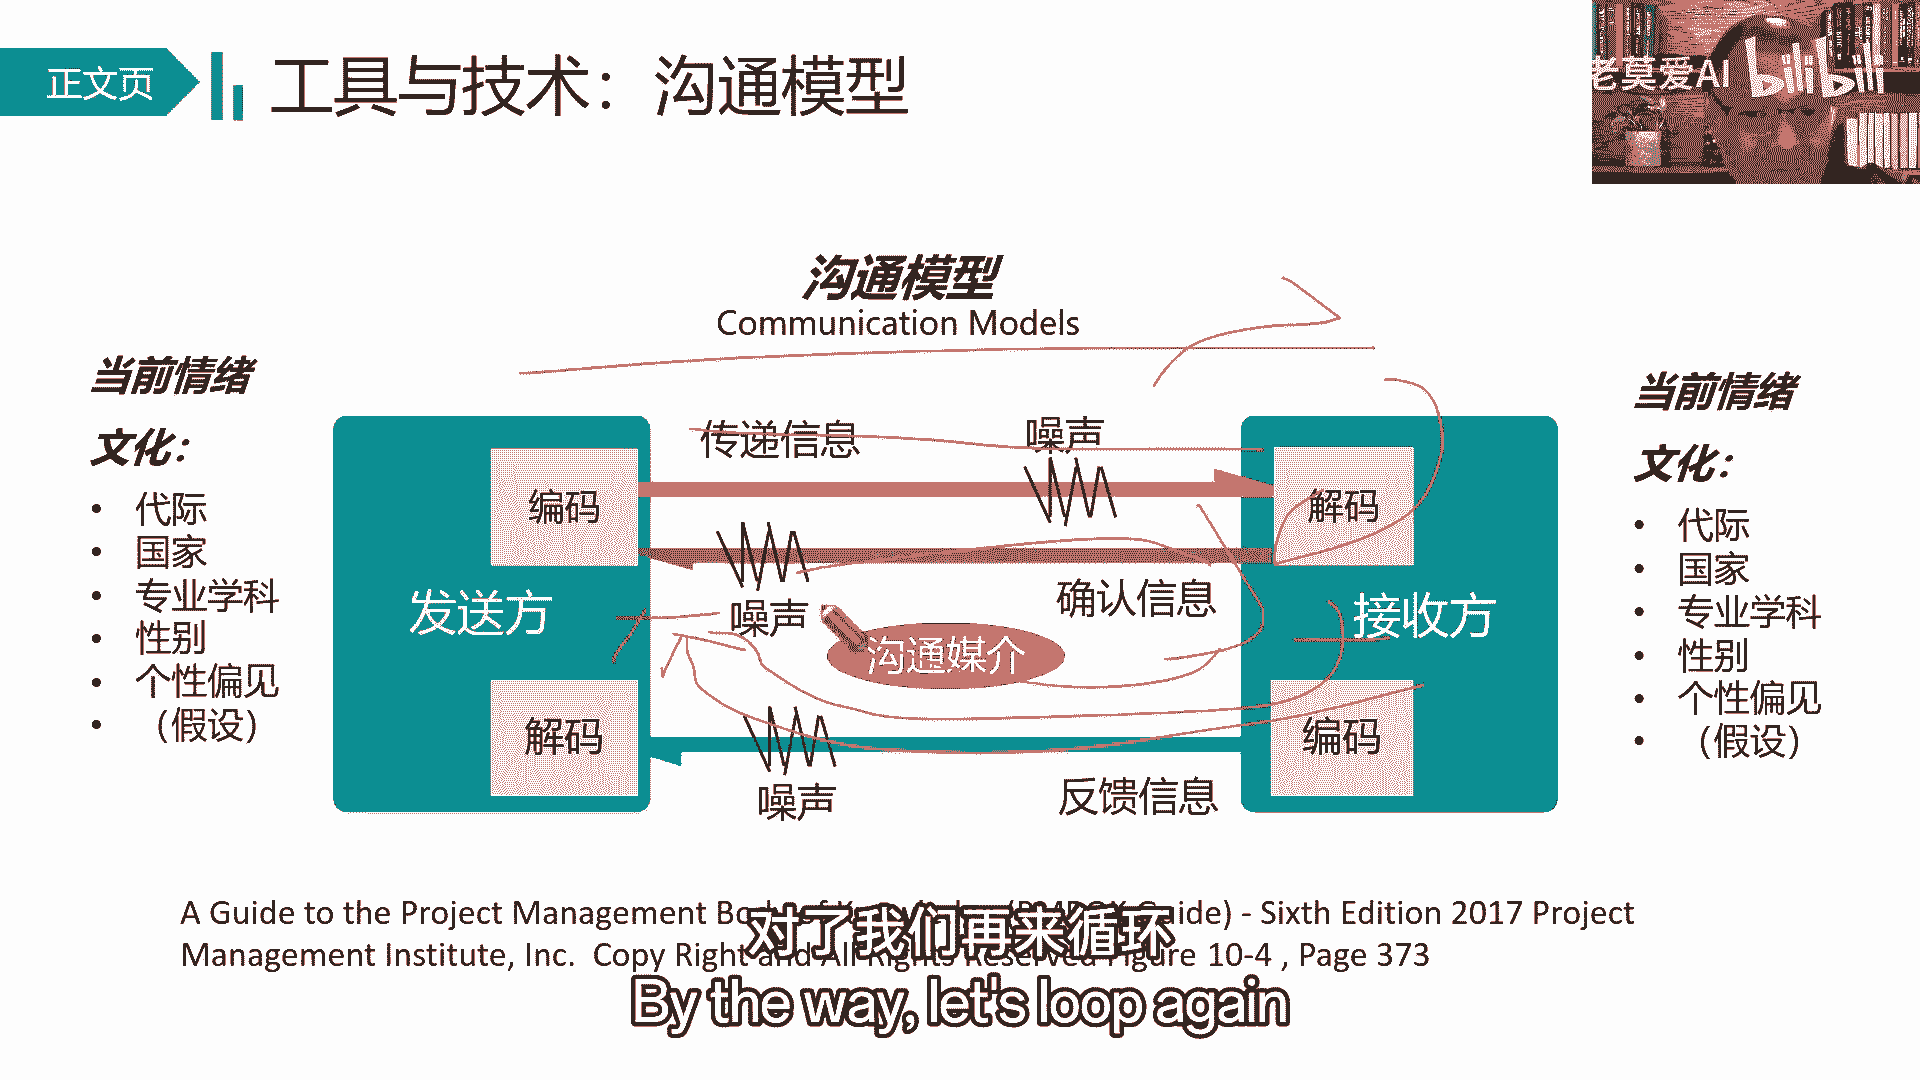 正文页
工具与技术：沟通模型
老莫爱AI
bilibili
沟通模型
Communication Models
当前情绪
文化：
• 代际
• 国家
• 专业学科
• 性别
• 个性偏见
• （假设）
传递信息
噪声
编码
解码
发送方
噪声
确认信息
接收方
沟通媒介
解码
编码
噪声
反馈信息
当前情绪
文化：
• 代际
• 国家
• 专业学科
• 性别
• 个性偏见
• （假设）
A Guide to the Project Management Guide) - Sixth Edition 2017 Project
Management Institute, Inc. Copy Right and All Rights Reserved Figure 10-4 , Page 373
对了我们再来循环
By the way, let's loop again